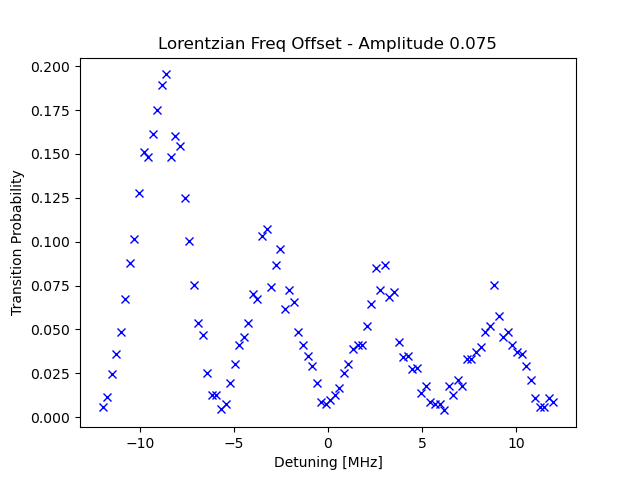 Lorentzian Freq Offset - Amplitude 0.075
Transition Probability
0.200
0.175
0.150
0.125
0.100
0.075
0.050
0.025
0.000
−10 −5 0 5 10
Detuning [MHz]